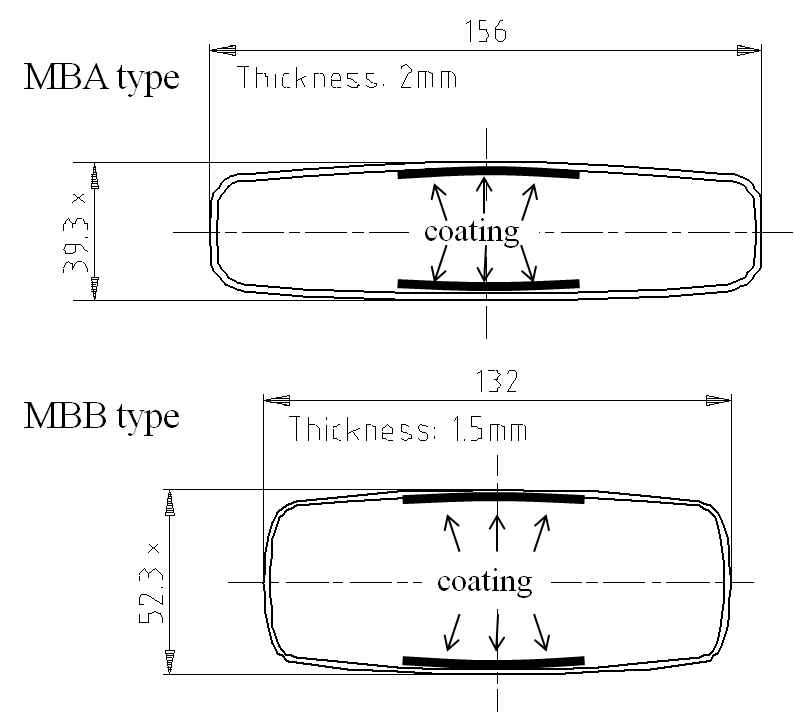 156
MBA type
Thickness: 2mm
39.3 x
coating
132
MBB type
Thickness: 1.5mm
52.3 x
coating